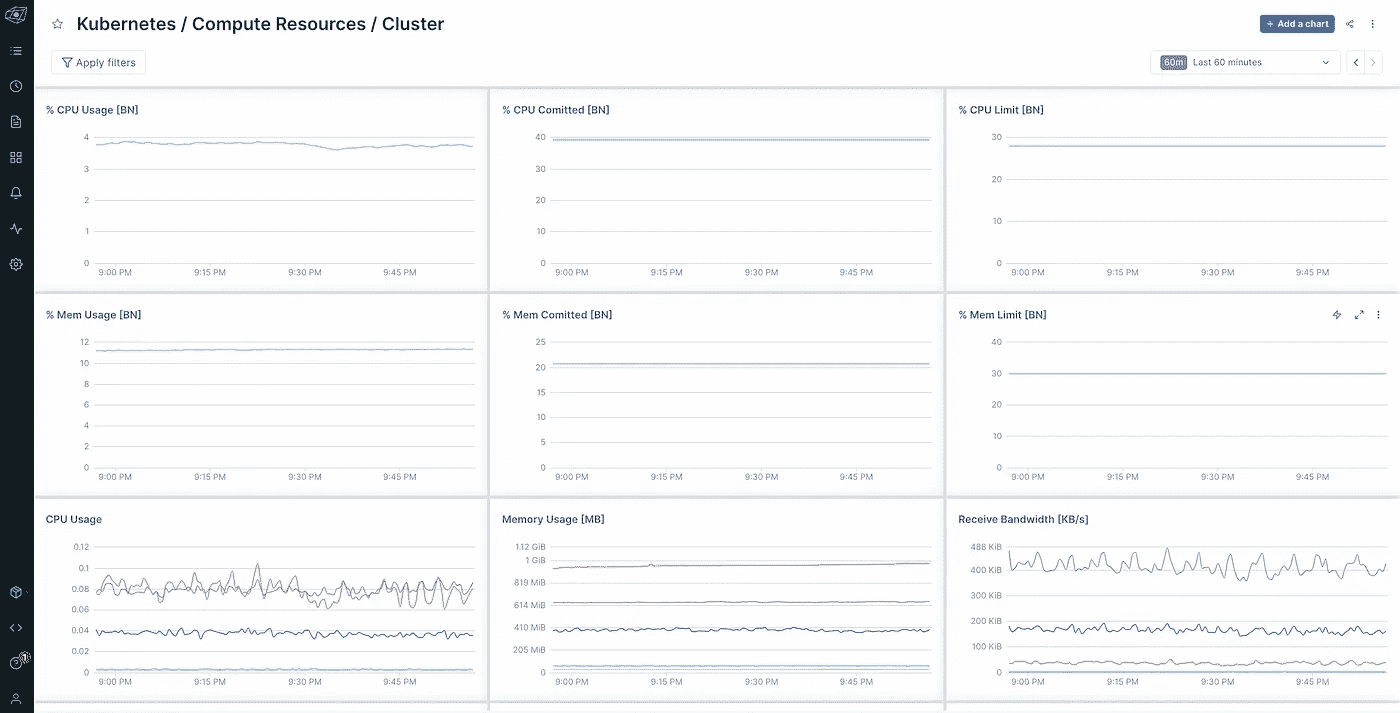 Kubernetes / Compute Resources / Cluster
+ Add a chart
Apply filters
60m Last 60 minutes
% CPU Usage [BN]
4
3
2
1
0
9:00 PM 9:15 PM 9:30 PM 9:45 PM
% CPU Comitted [BN]
40
30
20
10
0
9:00 PM 9:15 PM 9:30 PM 9:45 PM
% CPU Limit [BN]
30
20
10
0
9:00 PM 9:15 PM 9:30 PM 9:45 PM
% Mem Usage [BN]
12
10
8
6
4
2
0
9:00 PM 9:15 PM 9:30 PM 9:45 PM
% Mem Comitted [BN]
25
20
15
10
5
0
9:00 PM 9:15 PM 9:30 PM 9:45 PM
% Mem Limit [BN]
40
30
20
10
0
9:00 PM 9:15 PM 9:30 PM 9:45 PM
CPU Usage
0.12
0.1
0.08
0.06
0.04
0.02
0
9:00 PM 9:15 PM 9:30 PM 9:45 PM
Memory Usage [MB]
1.12 GiB
1 GiB
819 MiB
614 MiB
410 MiB
205 MiB
0
9:00 PM 9:15 PM 9:30 PM 9:45 PM
Receive Bandwidth [KB/s]
488 KiB
400 KiB
300 KiB
200 KiB
100 KiB
0
9:00 PM 9:15 PM 9:30 PM 9:45 PM